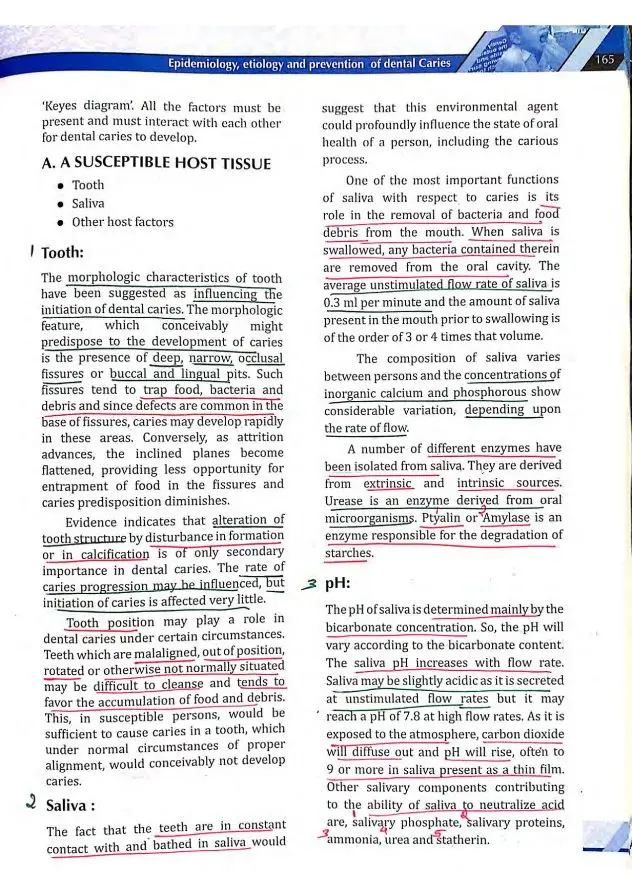 Epidemiology, etiology and prevention of dental Caries
165
'Keyes diagram'. All the factors must be
present and must interact with each other
for dental caries to develop.
A. A SUSCEPTIBLE HOST TISSUE
• Tooth
• Saliva
• Other host factors
1 Tooth:
The morphologic characteristics of tooth
have been suggested as influencing the
initiation of dental caries. The morphologic
feature, which conceivably might
predispose to the development of caries
is the presence of deep, narrow, occlusal
fissures or buccal and lingual pits. Such
fissures tend to trap food, bacteria and
debris and since defects are common in the
base of fissures, caries may develop rapidly
in these areas. Conversely, as attrition
advances, the inclined planes become
flattened, providing less opportunity for
entrapment of food in the fissures and
caries predisposition diminishes.
Evidence indicates that alteration of
tooth structure by disturbance in formation
or in calcification is of only secondary
importance in dental caries. The rate of
caries progression may be influenced, but
initiation of caries is affected very little.
Tooth position may play a role in
dental caries under certain circumstances.
Teeth which are malaligned, out of position,
rotated or otherwise not normally situated
may be difficult to cleanse and tends to
favor the accumulation of food and debris.
This, in susceptible persons, would be
sufficient to cause caries in a tooth, which
under normal circumstances of proper
alignment, would conceivably not develop
caries.
2 Saliva :
The fact that the teeth are in constant
contact with and bathed in saliva would
suggest that this environmental agent
could profoundly influence the state of oral
health of a person, including the carious
process.
One of the most important functions
of saliva with respect to caries is its
role in the removal of bacteria and food
debris from the mouth. When saliva is
swallowed, any bacteria contained therein
are removed from the oral cavity. The
average unstimulated flow rate of saliva is
0.3 ml per minute and the amount of saliva
present in the mouth prior to swallowing is
of the order of 3 or 4 times that volume.
The composition of saliva varies
between persons and the concentrations of
inorganic calcium and phosphorous show
considerable variation, depending upon
the rate of flow.
A number of different enzymes have
been isolated from saliva. They are derived
from extrinsic and intrinsic sources.
Urease is an enzyme derived from oral
microorganisms. Ptyalin or Amylase is an
enzyme responsible for the degradation of
starches.
3 pH:
The pH of saliva is determined mainly by the
bicarbonate concentration. So, the pH will
vary according to the bicarbonate content.
The saliva pH increases with flow rate.
Saliva may be slightly acidic as it is secreted
at unstimulated flow rates but it may
reach a pH of 7.8 at high flow rates. As it is
exposed to the atmosphere, carbon dioxide
will diffuse out and pH will rise, often to
9 or more in saliva present as a thin film.
Other salivary components contributing
to the ability of saliva to neutralize acid
are, salivary phosphate, salivary proteins,
ammonia, urea and statherin.